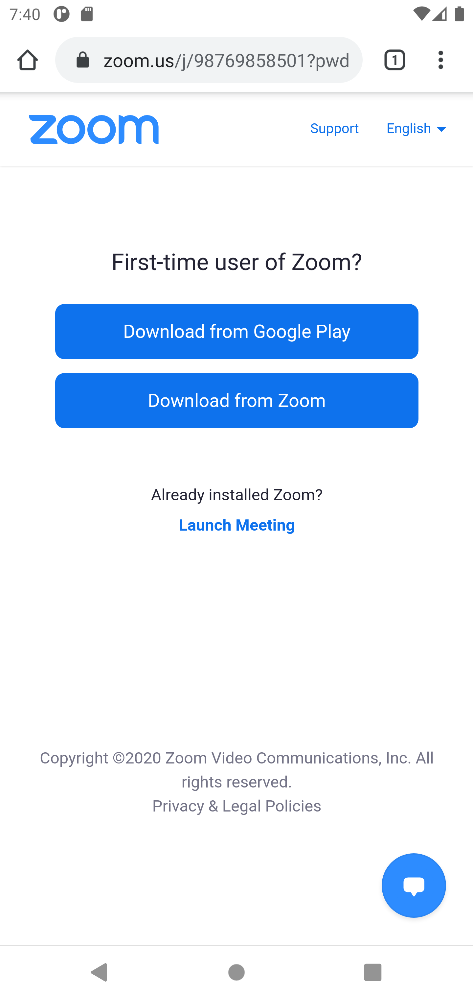 7:40
zoom.us/j/98769858501?pwd
1
zoom
Support
English
First-time user of Zoom?
Download from Google Play
Download from Zoom
Already installed Zoom?
Launch Meeting
Copyright ©2020 Zoom Video Communications, Inc. All
rights reserved.
Privacy & Legal Policies